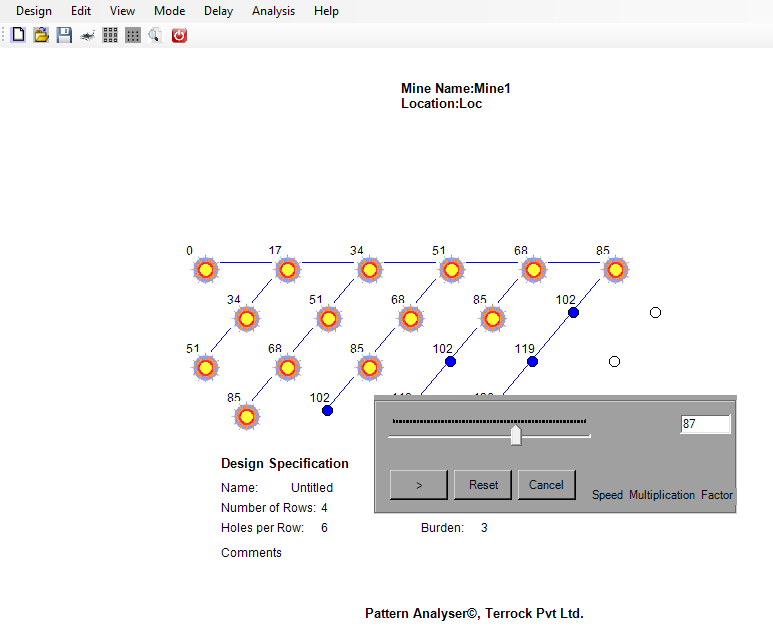 Design Edit View Mode Delay Analysis Help
Mine Name:Mine1
Location:Loc
0 17 34 51 68 85
34 51 68 85 102
51 68 85 102 119
85 102
87
> Reset Cancel Speed Multiplication Factor
Design Specification
Name: Untitled
Number of Rows: 4
Holes per Row: 6 Burden: 3
Comments
Pattern Analyser©, Terrock Pvt Ltd.